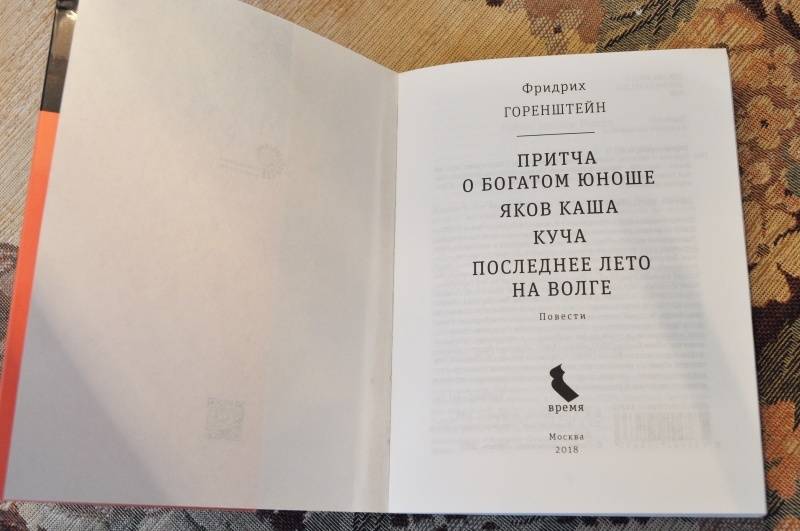 Фридрих
ГОРЕНШТЕЙН
ПРИТЧА
О БОГАТОМ ЮНОШЕ
ЯКОВ КАША
КУЧА
ПОСЛЕДНЕЕ ЛЕТО
НА ВОЛГЕ
Повести
время
Москва
2018